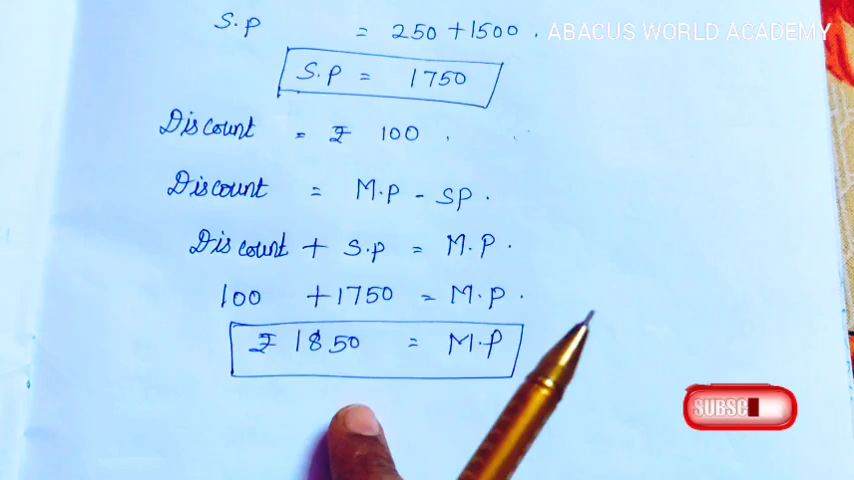 S.P = 250 + 1500 .
ABACUS WORLD ACADEMY
S.P = 1750
Discount = ₹ 100 .
Discount = M.P - SP .
Discount + S.P = M.P .
100 + 1750 = M.P .
₹ 1850 = M.P
SUBSC